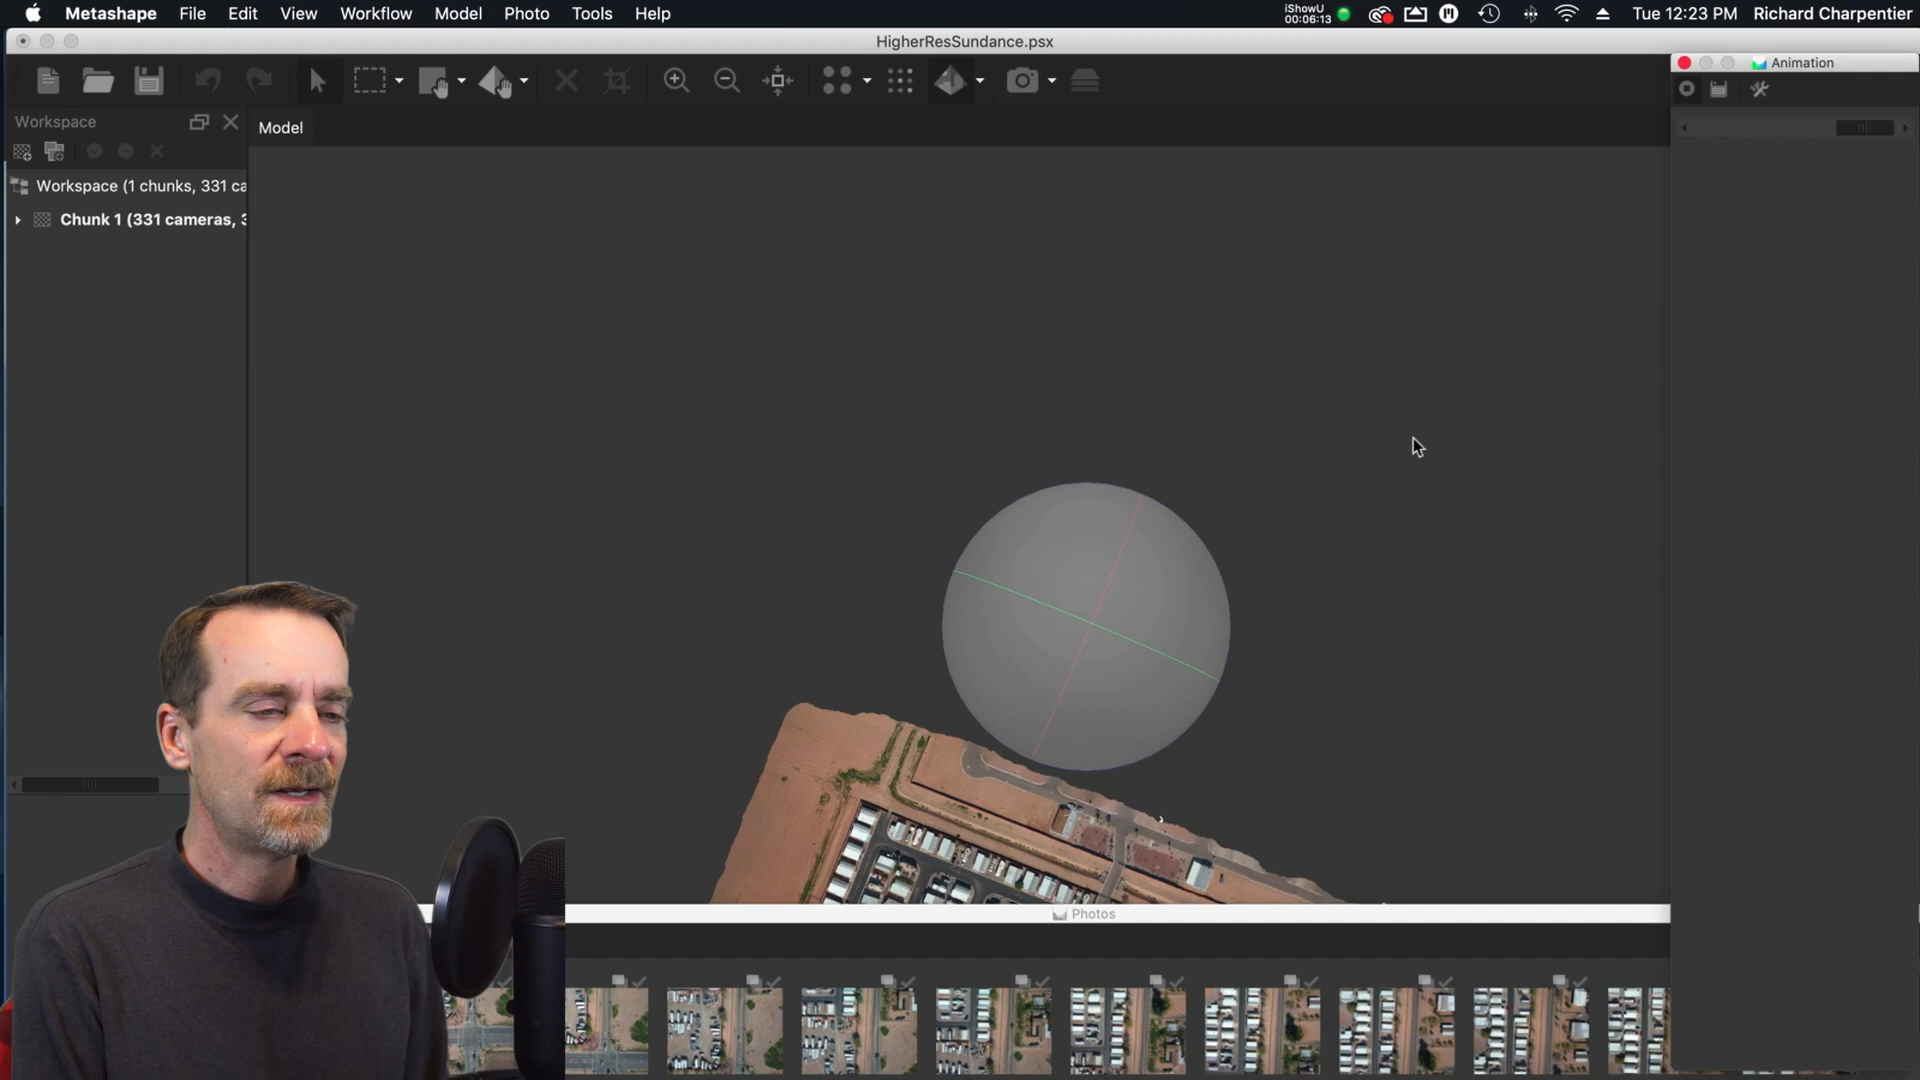 Metashape File Edit View Workflow Model Photo Tools Help iShowU 00:06:13 Tue 12:23 PM Richard Charpentier
HigherResSundance.psx
Animation
Workspace
Model
Workspace (1 chunks, 331 ca
Chunk 1 (331 cameras, 3
Photos